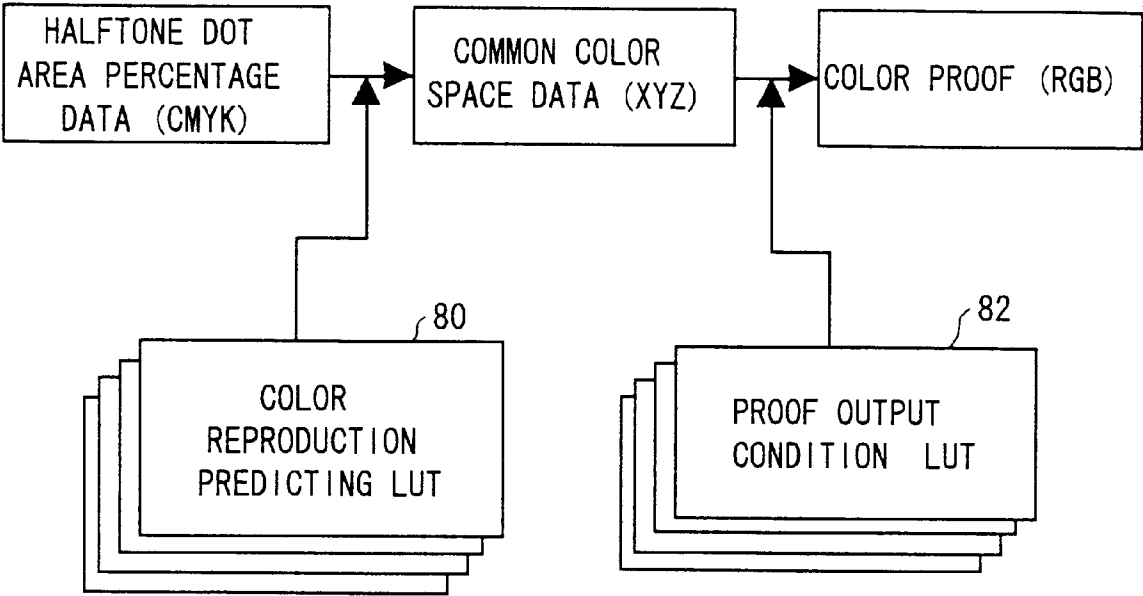 HALFTONE DOT
AREA PERCENTAGE
DATA (CMYK)
COMMON COLOR
SPACE DATA (XYZ)
COLOR PROOF (RGB)
80
COLOR
REPRODUCTION
PREDICTING LUT
82
PROOF OUTPUT
CONDITION LUT